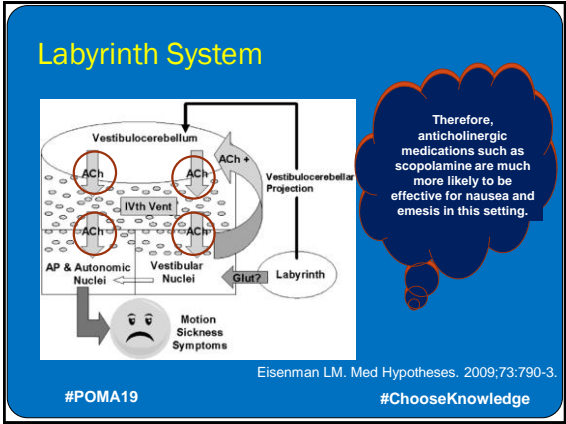 Labyrinth System
Vestibulocerebellum
ACh
ACh
ACh +
Vestibulocerebellar
Projection
IVth Vent
ACh
ACh
AP & Autonomic
Nuclei
Vestibular
Nuclei
Glut?
Labyrinth
Motion
Sickness
Symptoms
Therefore,
anticholinergic
medications such as
scopolamine are much
more likely to be
effective for nausea and
emesis in this setting.
Eisenman LM. Med Hypotheses. 2009;73:790-3.
#POMA19
#ChooseKnowledge